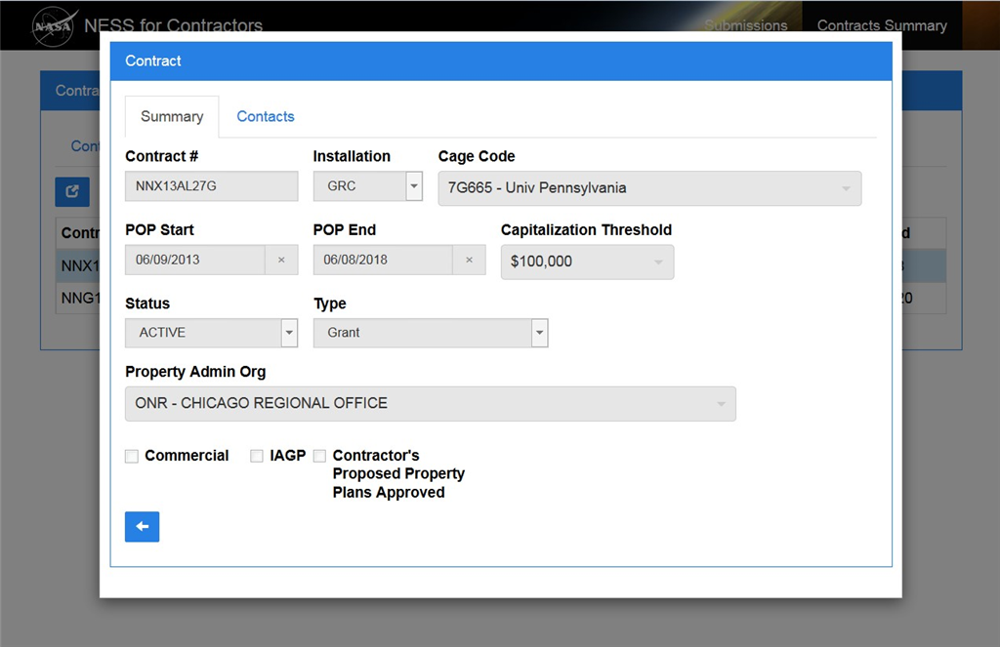 NASA
NESS for Contractors
Submissions
Contracts Summary
Contract
Contra
Summary
Contacts
Cont
Contract #
Installation
Cage Code
NNX13AL27G
GRC
7G665 - Univ Pennsylvania
POP Start
POP End
Capitalization Threshold
Contr
d
06/09/2013
×
06/08/2018
×
$100,000
NNX1
NNG1
20
Status
Type
ACTIVE
Grant
Property Admin Org
ONR - CHICAGO REGIONAL OFFICE
Commercial
IAGP
Contractor's
Proposed Property
Plans Approved